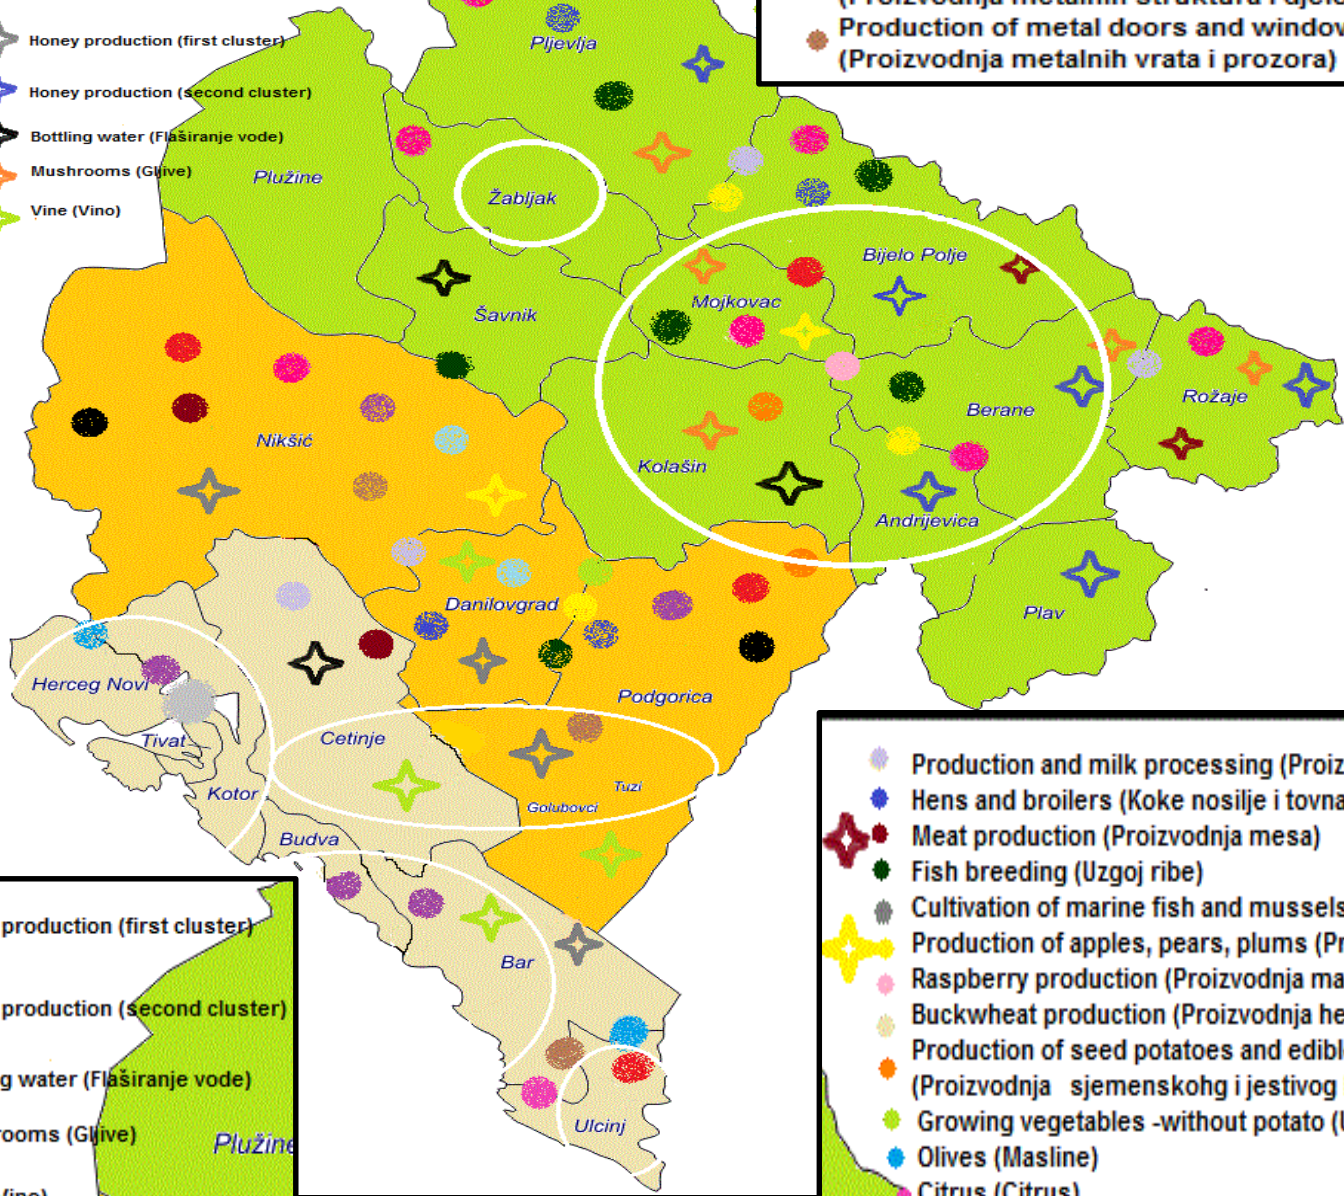 Production of metal doors and window
(Proizvodnja metalnih vrata i prozora)
Honey production (first cluster)
Honey production (second cluster)
Bottling water (Flaširanje vode)
Mushrooms (Gljive)
Vine (Vino)
Pljevlja
Plužine
Žabljak
Bijelo Polje
Mojkovac
Šavnik
Rožaje
Berane
Nikšić
Kolašin
Andrijevica
Danilovgrad
Plav
Herceg Novi
Podgorica
Tivat
Cetinje
Kotor
Tuzi
Golubovci
Budva
Bar
Ulcinj
production (first cluster)
production (second cluster)
g water (Flaširanje vode)
rooms (Gljive)
Plužine
Production and milk processing (Proiz
Hens and broilers (Koke nosilje i tovna
Meat production (Proizvodnja mesa)
Fish breeding (Uzgoj ribe)
Cultivation of marine fish and mussels
Production of apples, pears, plums (Pr
Raspberry production (Proizvodnja ma
Buckwheat production (Proizvodnja he
Production of seed potatoes and edibl
(Proizvodnja sjemenskohg i jestivog
Growing vegetables -without potato (U
Olives (Masline)
Citrus (Citrus)